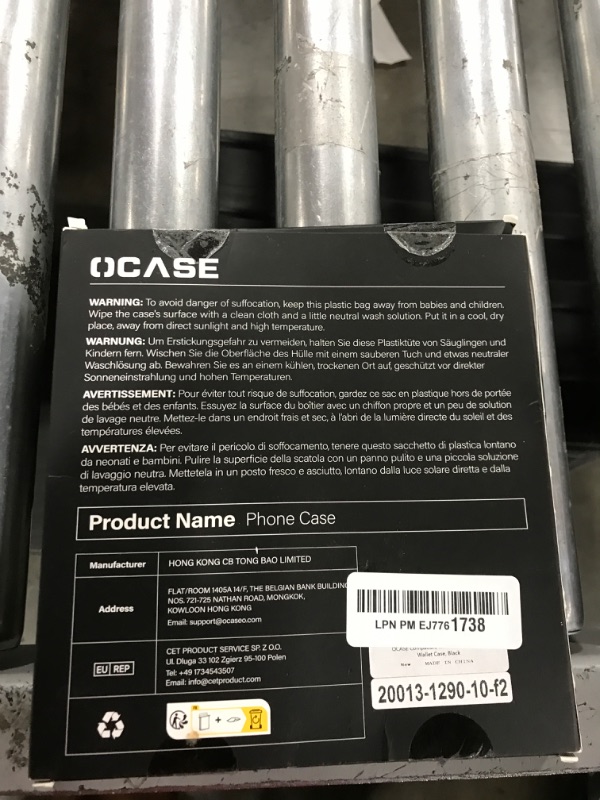 OCASE
WARNING: To avoid danger of suffocation, keep this plastic bag away from babies and children.
Wipe the case's surface with a clean cloth and a little neutral wash solution. Put it in a cool, dry
place, away from direct sunlight and high temperature.
WARNUNG: Um Erstickungsgefahr zu vermeiden, halten Sie diese Plastiktüte von Säuglingen und
Kindern fern. Wischen Sie die Oberfläche des Hülle mit einem sauberen Tuch und etwas neutraler
Waschlösung ab. Bewahren Sie es an einem kühlen, trockenen Ort auf, geschützt vor direkter
Sonneneinstrahlung und hohen Temperaturen.
AVERTISSEMENT: Pour éviter tout risque de suffocation, gardez ce sac en plastique hors de portée
des bébés et des enfants. Essuyez la surface du boîtier avec un chiffon propre et un peu de solution
de lavage neutre. Mettez-le dans un endroit frais et sec, à l'abri de la lumière directe du soleil et des
températures élevées.
AVVERTENZA: Per evitare il pericolo di soffocamento, tenere questo sacchetto di plastica lontano
da neonati e bambini. Pulire la superficie della scatola con un panno pulito e una piccola soluzione
di lavaggio neutra. Mettetela in un posto fresco e asciutto, lontano dalla luce solare diretta e dalla
temperatura elevata.
Product Name Phone Case
Manufacturer HONG KONG CB TONG BAO LIMITED
Address FLAT/ROOM 1405A 14/F, THE BELGIAN BANK BUILDING
NOS. 721-725 NATHAN ROAD, MONGKOK,
KOWLOON HONG KONG
Email: support@ocaseo.com
EU REP CET PRODUCT SERVICE SP. Z O.O.
Ul. Dluga 33 102 Zgierz 95-100 Polen
Tel: +49 1734543507
Email: info@cetproduct.com
LPN PM EJ7761738
Wallet Case, Black
New MADE IN CHINA
20013-1290-10-f2